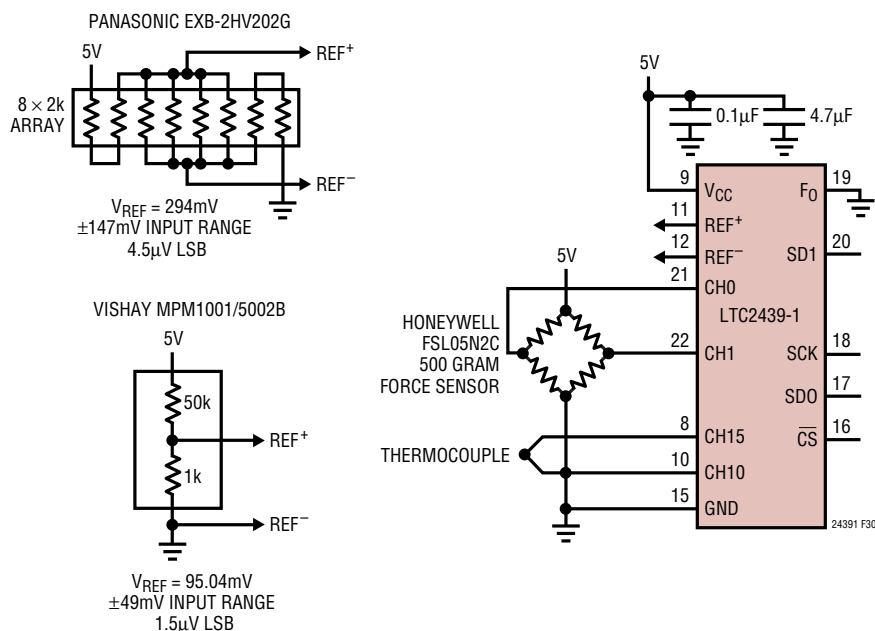 PANASONIC EXB-2HV202G
5V
REF+
8 × 2k
ARRAY
REF–
VREF = 294mV
±147mV INPUT RANGE
4.5µV LSB
VISHAY MPM1001/5002B
5V
50k
REF+
1k
REF–
VREF = 95.04mV
±49mV INPUT RANGE
1.5µV LSB
5V
0.1µF
4.7µF
9
VCC
FO
19
11
REF+
12
REF–
SD1
20
5V
21
CH0
LTC2439-1
HONEYWELL
FSL05N2C
500 GRAM
FORCE SENSOR
22
CH1
SCK
18
SDO
17
8
CH15
CS
16
THERMOCOUPLE
10
CH10
15
GND
24391 F30